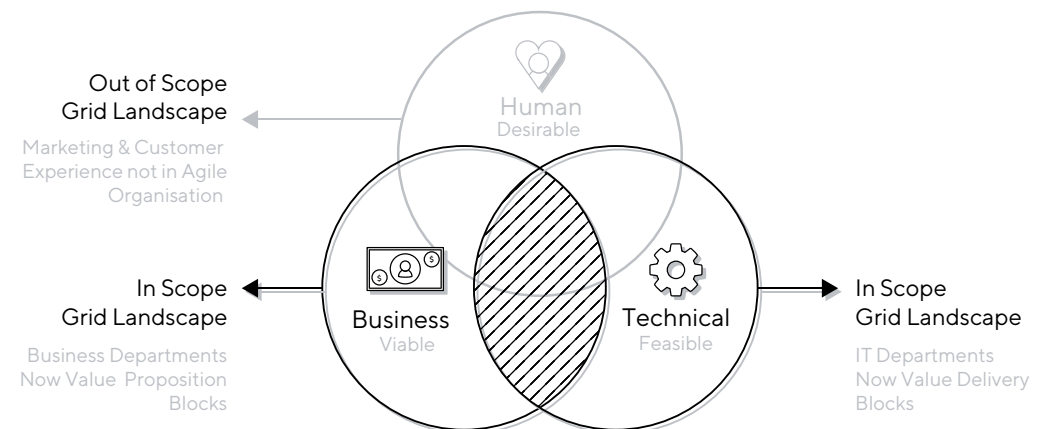 Out of Scope
Grid Landscape
Marketing & Customer
Experience not in Agile
Organisation
Human
Desirable
In Scope
Grid Landscape
Business Departments
Now Value Proposition
Blocks
$
$
Business
Viable
Technical
Feasible
In Scope
Grid Landscape
IT Departments
Now Value Delivery
Blocks